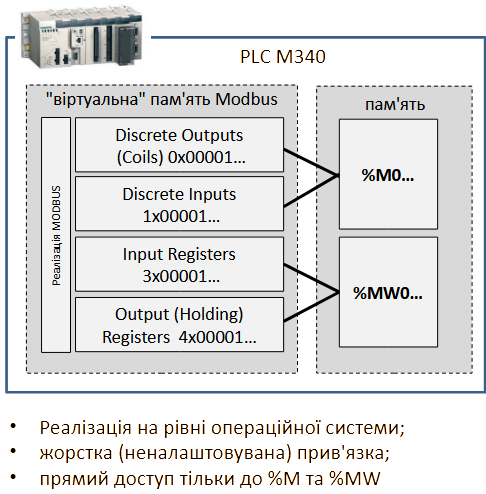 PLC M340
"віртуальна" пам'ять Modbus
пам'ять
Реалізація MODBUS
Discrete Outputs
(Coils) 0x00001...
Discrete Inputs
1x00001...
Input Registers
3x00001...
Output (Holding)
Registers 4x00001...
%M0...
%MW0...
• Реалізація на рівні операційної системи;
• жорстка (неналаштовувана) прив'язка;
• прямий доступ тільки до %M та %MW